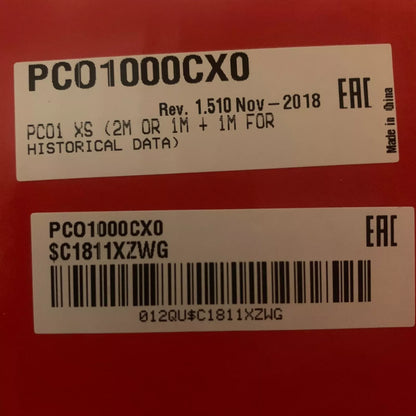 PCO1000CX0
Rev. 1.510 Nov-2018
EAC
PCO1 XS (2M OR 1M + 1M FOR
HISTORICAL DATA)
Made in China
PCO1000CX0
EAC
$C1811XZWG
012QU$C1811XZWG